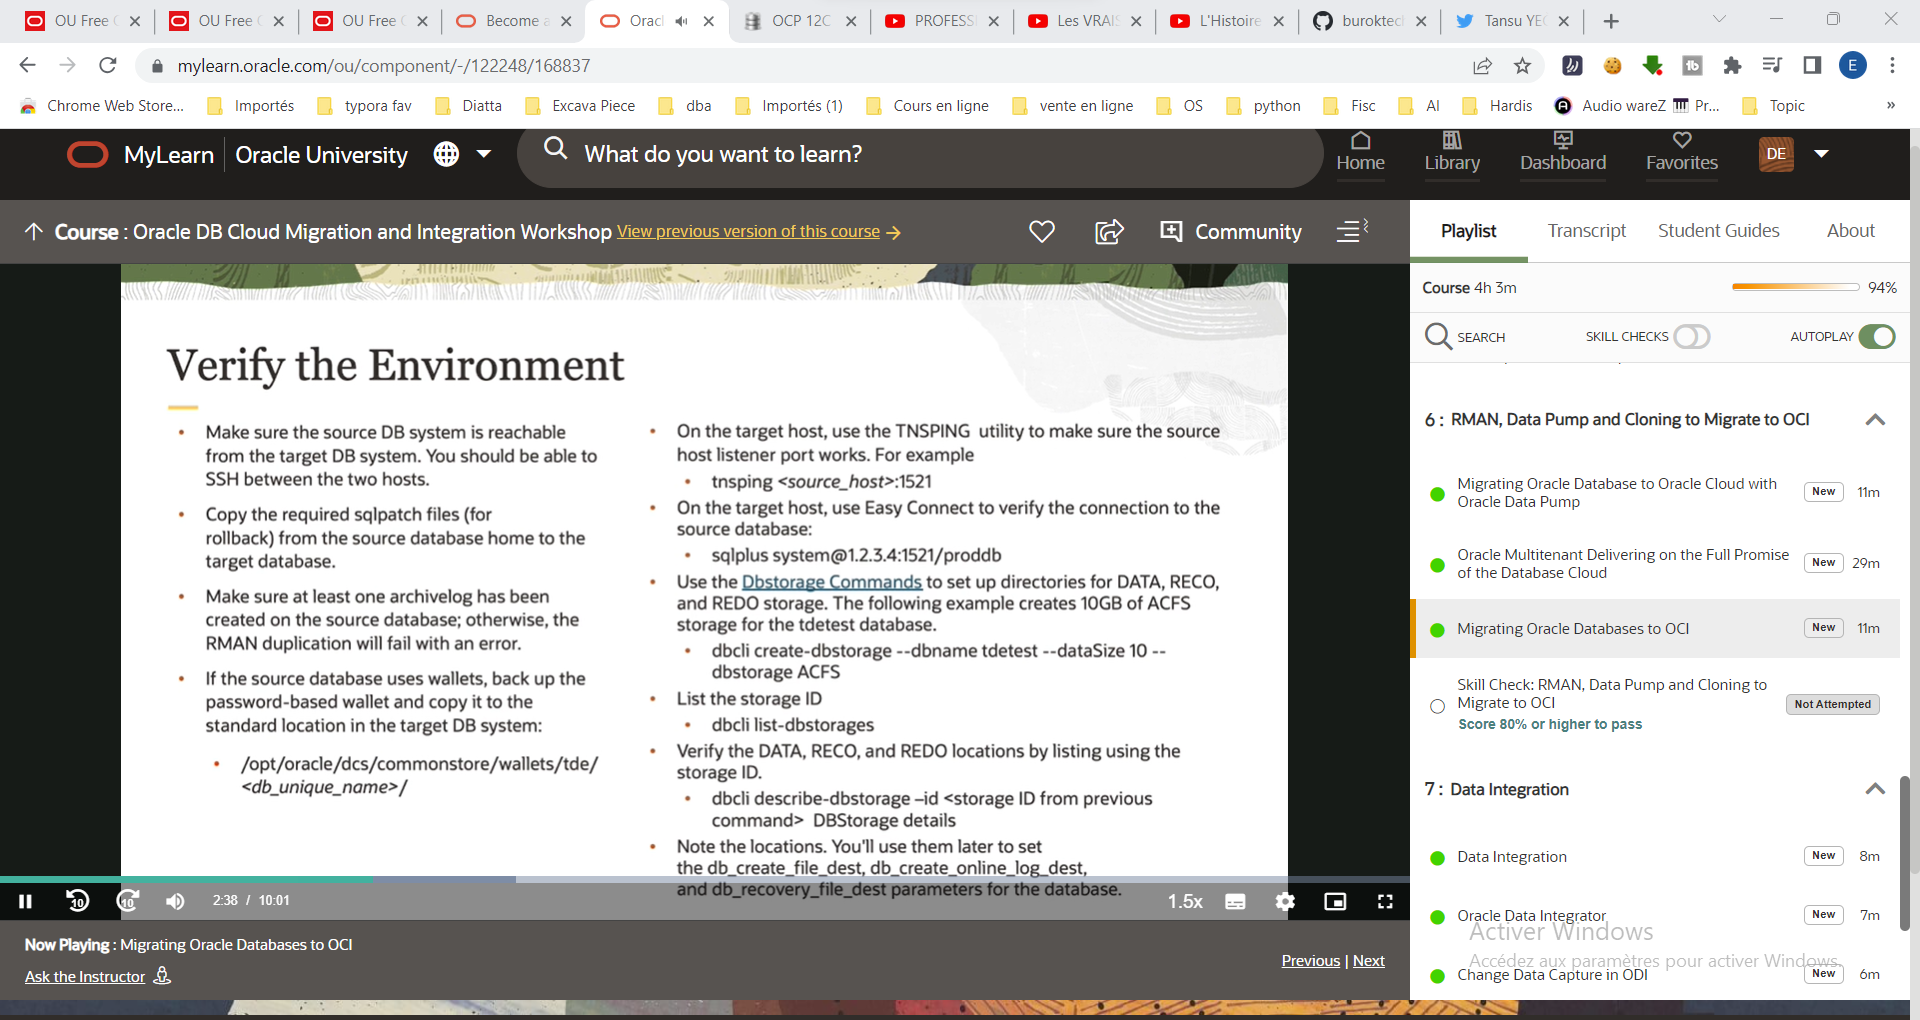 OU Free
OU Free
OU Free
Become a
Oracl
OCP 12C
PROFESS
Les VRAI
L'Histoire
buroktec
Tansu YE
mylearn.oracle.com/ou/component/-/122248/168837
E
Chrome Web Store...
Importés
typora fav
Diatta
Excava Piece
dba
Importés (1)
Cours en ligne
vente en ligne
OS
python
Fisc
AI
Hardis
Audio wareZ
Pr...
Topic
»
MyLearn
Oracle University
What do you want to learn?
Home
Library
Dashboard
Favorites
DE
Course : Oracle DB Cloud Migration and Integration Workshop View previous version of this course
Community
Playlist
Transcript
Student Guides
About
Course 4h 3m
94%
SEARCH
SKILL CHECKS
AUTOPLAY
Verify the Environment
• Make sure the source DB system is reachable
from the target DB system. You should be able to
SSH between the two hosts.
• Copy the required sqlpatch files (for
rollback) from the source database home to the
target database.
• Make sure at least one archivelog has been
created on the source database; otherwise, the
RMAN duplication will fail with an error.
• If the source database uses wallets, back up the
password-based wallet and copy it to the
standard location in the target DB system:
• /opt/oracle/dcs/commonstore/wallets/tde/
<db_unique_name>/
• On the target host, use the TNSPING utility to make sure the source
host listener port works. For example
• tnsping <source_host>:1521
• On the target host, use Easy Connect to verify the connection to the
source database:
• sqlplus system@1.2.3.4:1521/proddb
• Use the Dbstorage Commands to set up directories for DATA, RECO,
and REDO storage. The following example creates 10GB of ACFS
storage for the tdetest database.
• dbcli create-dbstorage --dbname tdetest --dataSize 10 --
dbstorage ACFS
• List the storage ID
• dbcli list-dbstorages
• Verify the DATA, RECO, and REDO locations by listing using the
storage ID.
• dbcli describe-dbstorage –id <storage ID from previous
command> DBStorage details
• Note the locations. You'll use them later to set
the db_create_file_dest, db_create_online_log_dest,
and db_recovery_file_dest parameters for the database.
10
10
2:38 / 10:01
1.5x
Now Playing : Migrating Oracle Databases to OCI
Ask the Instructor
Previous | Next
6 : RMAN, Data Pump and Cloning to Migrate to OCI
Migrating Oracle Database to Oracle Cloud with
Oracle Data Pump
New
11m
Oracle Multitenant Delivering on the Full Promise
of the Database Cloud
New
29m
Migrating Oracle Databases to OCI
New
11m
Skill Check: RMAN, Data Pump and Cloning to
Migrate to OCI
Score 80% or higher to pass
Not Attempted
7 : Data Integration
Data Integration
New
8m
Oracle Data Integrator
New
7m
Activer Windows
Accédez aux paramètres pour activer Windows.
Change Data Capture in ODI
New
6m